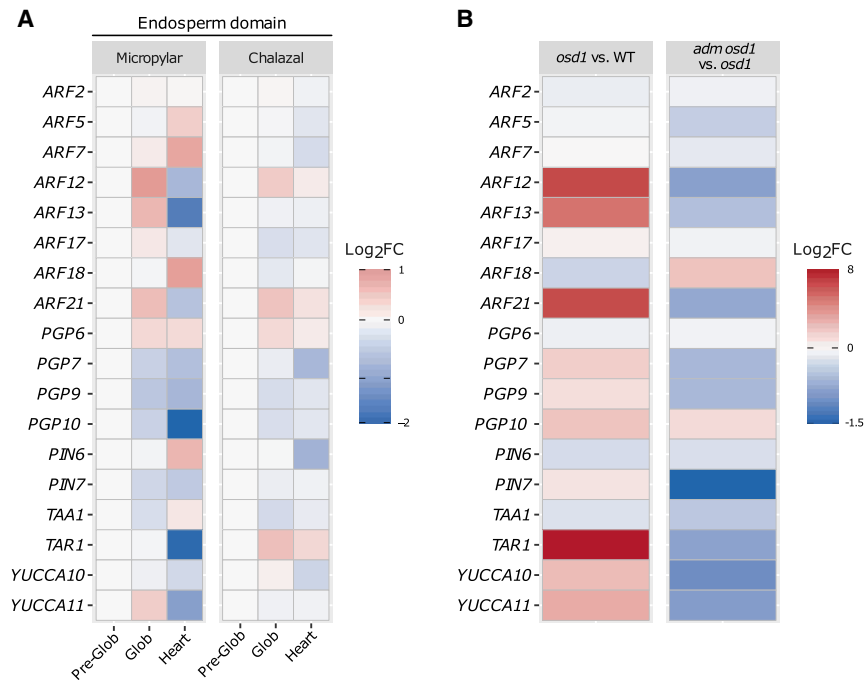 A
Endosperm domain
Micropylar
Chalazal
ARF2
ARF5
ARF7
ARF12
ARF13
ARF17
ARF18
ARF21
PGP6
PGP7
PGP9
PGP10
PIN6
PIN7
TAA1
TAR1
YUCCA10
YUCCA11
Pre-Glob
Glob
Heart
Pre-Glob
Glob
Heart
Log2FC
1
0
–2
B
osd1 vs. WT
adm osd1
vs. osd1
ARF2
ARF5
ARF7
ARF12
ARF13
ARF17
ARF18
ARF21
PGP6
PGP7
PGP9
PGP10
PIN6
PIN7
TAA1
TAR1
YUCCA10
YUCCA11
Log2FC
8
0
-1.5